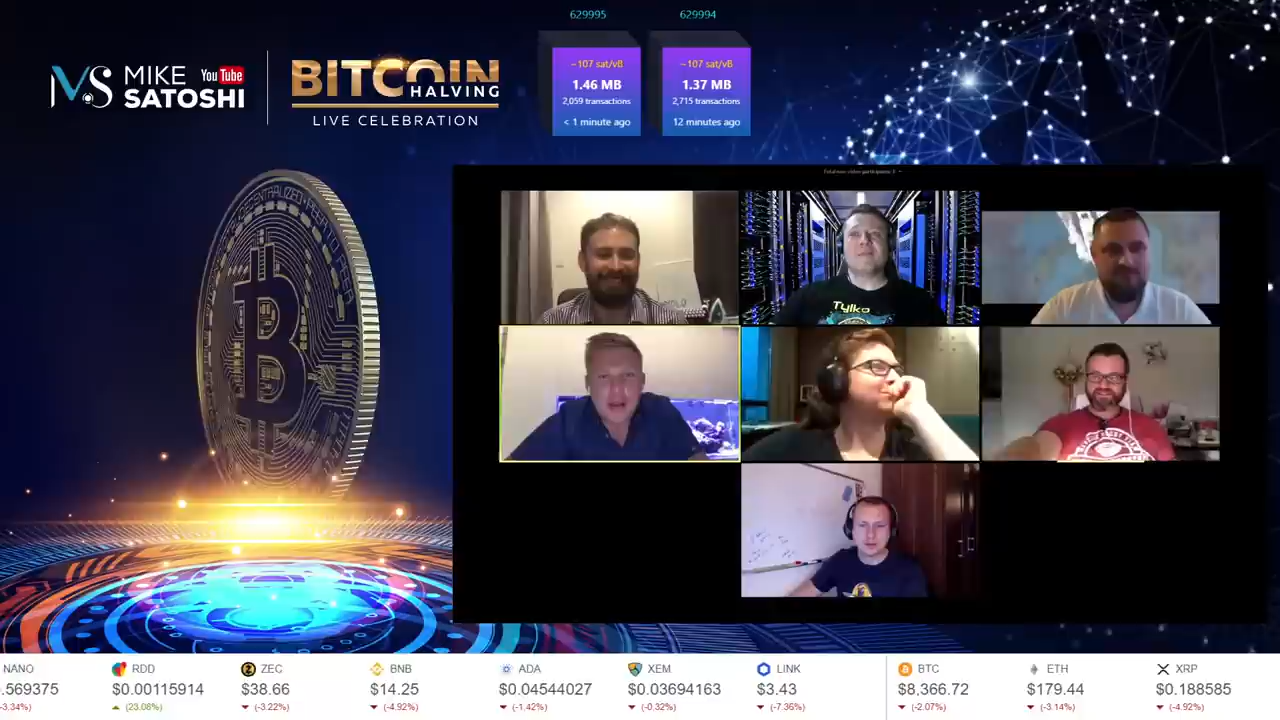 629995
629994
~107 sat/vB
1.46 MB
2,059 transactions
< 1 minute ago
~107 sat/vB
1.37 MB
2,715 transactions
12 minutes ago
MS
MIKE
YouTube
SATOSHI
BITCOIN
HALVING
LIVE CELEBRATION
Tylko
NANO
.569375
-3.34%)
RDD
$0.00115914
(23.08%)
ZEC
$38.66
(-3.22%)
BNB
$14.25
(-4.92%)
ADA
$0.04544027
(-1.42%)
XEM
$0.03694163
(-0.32%)
LINK
$3.43
(-7.36%)
BTC
$8,366.72
(-2.07%)
ETH
$179.44
(-3.14%)
XRP
$0.188585
(-4.92%)